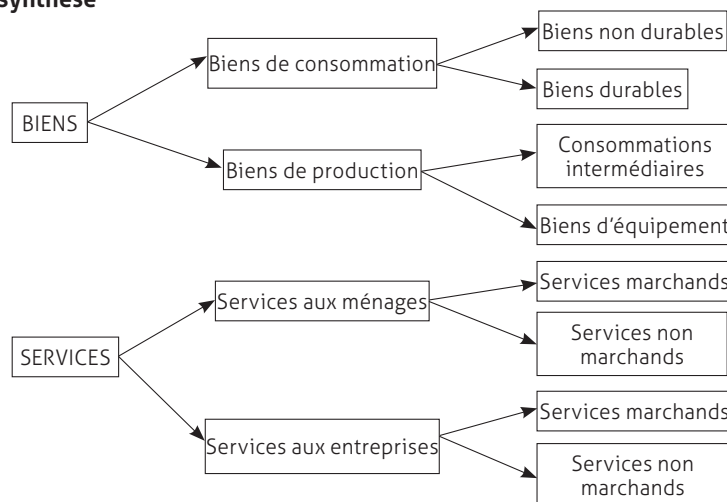 synthèse
Biens non durables
Biens de consommation
Biens durables
BIENS
Consommations
intermédiaires
Biens de production
Biens d'équipement
Services marchands
Services aux ménages
Services non
marchands
SERVICES
Services marchands
Services aux entreprises
Services non
marchands